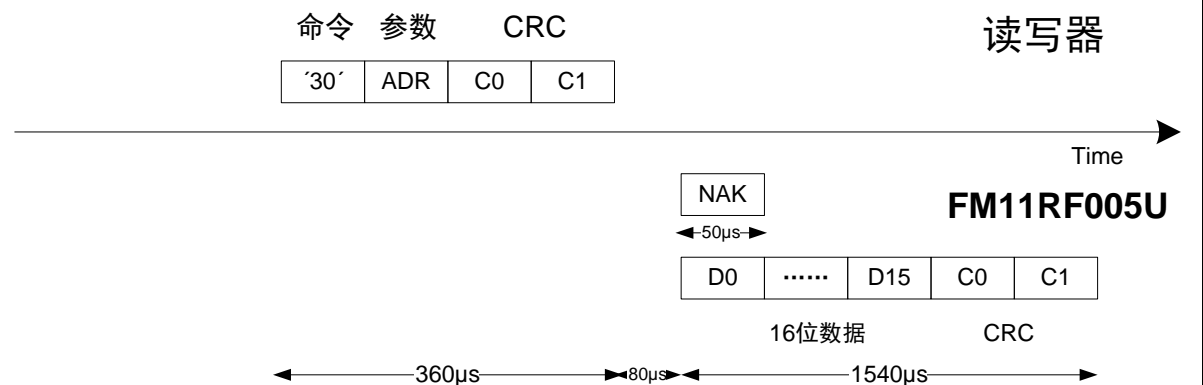 命令 参数 CRC
读写器
´30´ ADR C0 C1
Time
NAK
FM11RF005U
50μs
D0 …… D15 C0 C1
16位数据 CRC
360μs 80μs 1540μs